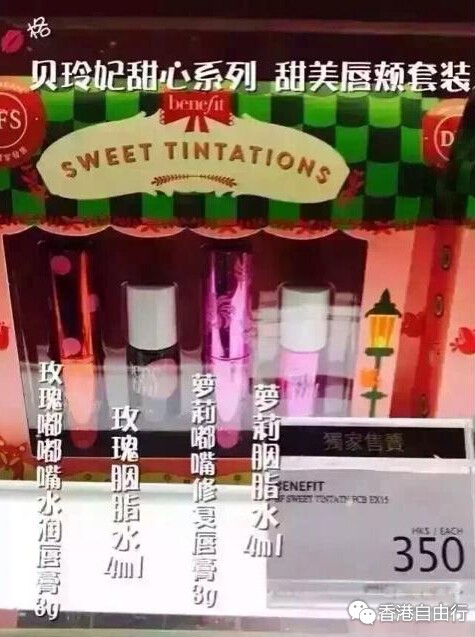 格
贝玲妃甜心系列 甜美唇颊套装
benefit
SWEET TINTATIONS
FS
D
玫瑰嘟嘟嘴水润唇膏3g
玫瑰胭脂水4ml
萝莉嘟嘴修复唇膏3g
萝莉胭脂水4ml
獨家售賣
BENEFIT
HK$ / EACH
350
香港自由行